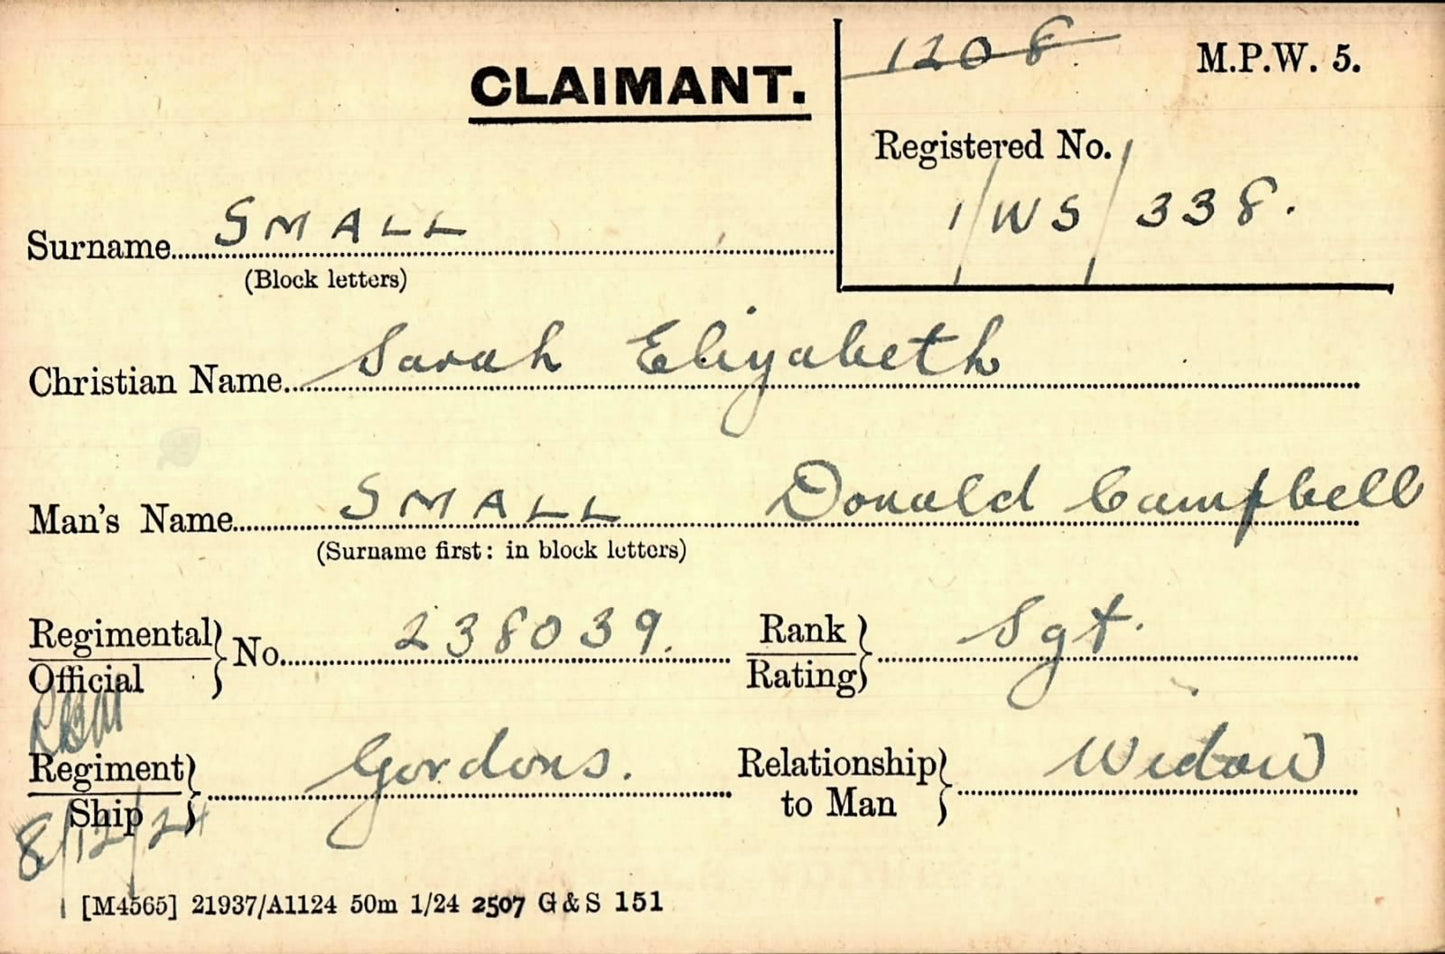 1208 M.P.W. 5.
CLAIMANT.
Registered No.
1/WS/338.
Surname SMALL
(Block letters)
Christian Name Sarah Elizabeth
Man's Name SMALL Donald Campbell
(Surname first: in block letters)
Regimental/Official No. 238039. Rank/Rating Sgt.
Regiment/Ship Gordons. Relationship to Man Widow
8/12/24
[M4565] 21937/A1124 50m 1/24 2507 G & S 151